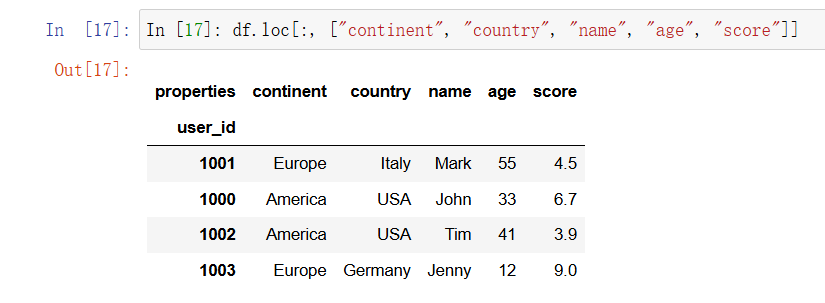 In [17]: In [17]: df.loc[:, ["continent", "country", "name", "age", "score"]]
Out[17]:
properties continent country name age score
user_id
1001 Europe Italy Mark 55 4.5
1000 America USA John 33 6.7
1002 America USA Tim 41 3.9
1003 Europe Germany Jenny 12 9.0